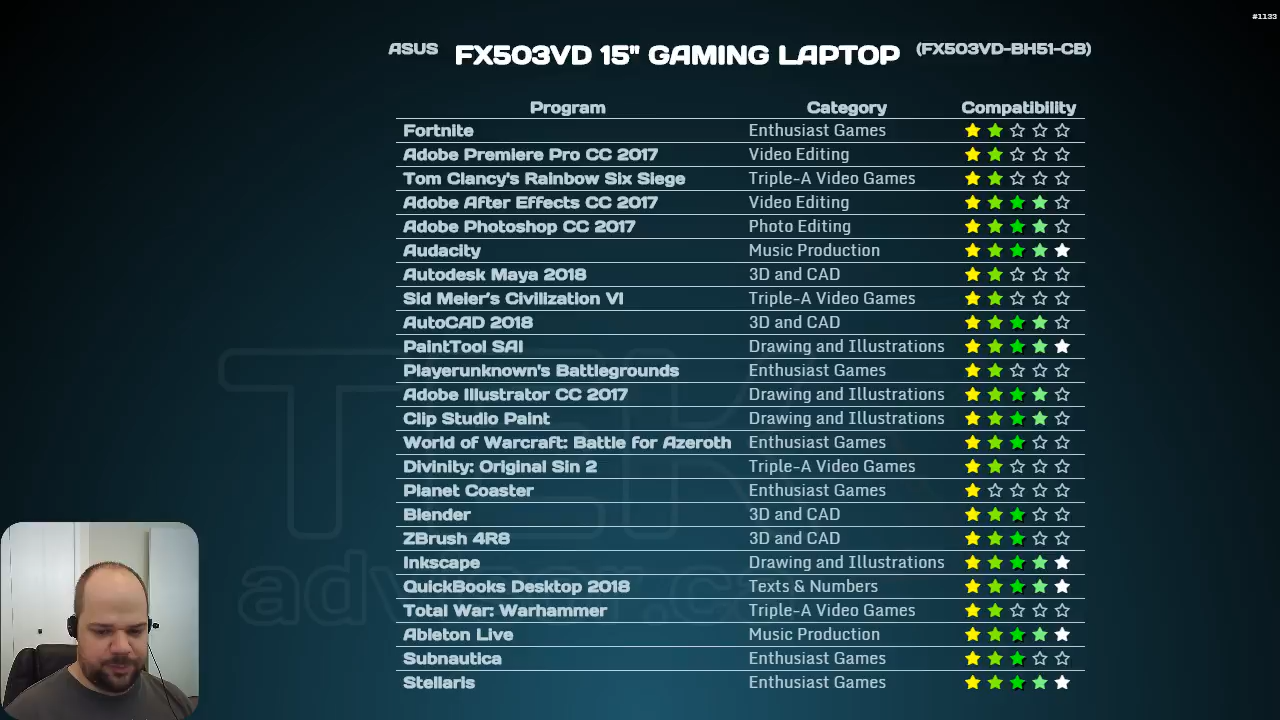 #1133
ASUS FX503VD 15" GAMING LAPTOP (FX503VD-BH51-CB)
Program Category Compatibility
Fortnite Enthusiast Games
Adobe Premiere Pro CC 2017 Video Editing
Tom Clancy's Rainbow Six Siege Triple-A Video Games
Adobe After Effects CC 2017 Video Editing
Adobe Photoshop CC 2017 Photo Editing
Audacity Music Production
Autodesk Maya 2018 3D and CAD
Sid Meier's Civilization VI Triple-A Video Games
AutoCAD 2018 3D and CAD
PaintTool SAI Drawing and Illustrations
Playerunknown's Battlegrounds Enthusiast Games
Adobe Illustrator CC 2017 Drawing and Illustrations
Clip Studio Paint Drawing and Illustrations
World of Warcraft: Battle for Azeroth Enthusiast Games
Divinity: Original Sin 2 Triple-A Video Games
Planet Coaster Enthusiast Games
Blender 3D and CAD
ZBrush 4R8 3D and CAD
Inkscape Drawing and Illustrations
QuickBooks Desktop 2018 Texts & Numbers
Total War: Warhammer Triple-A Video Games
Ableton Live Music Production
Subnautica Enthusiast Games
Stellaris Enthusiast Games